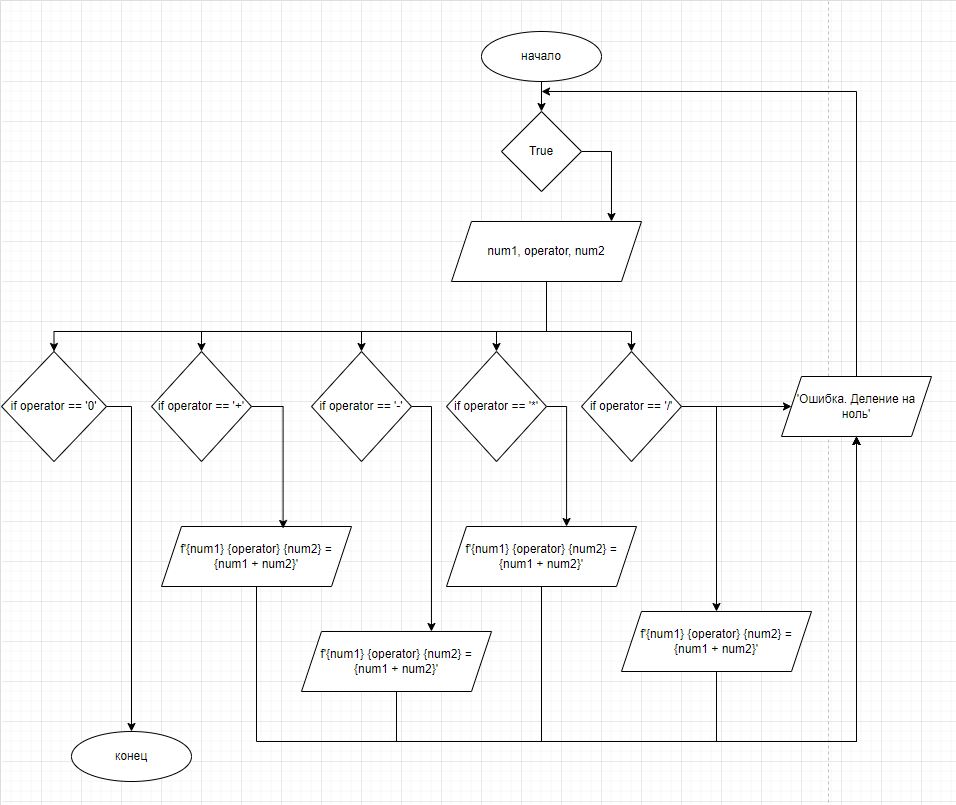 начало
True
num1, operator, num2
if operator == '0'
if operator == '+'
if operator == '-'
if operator == '*'
if operator == '/'
'Ошибка. Деление на
ноль'
f'{num1} {operator} {num2} =
{num1 + num2}'
f'{num1} {operator} {num2} =
{num1 + num2}'
f'{num1} {operator} {num2} =
{num1 + num2}'
f'{num1} {operator} {num2} =
{num1 + num2}'
конец